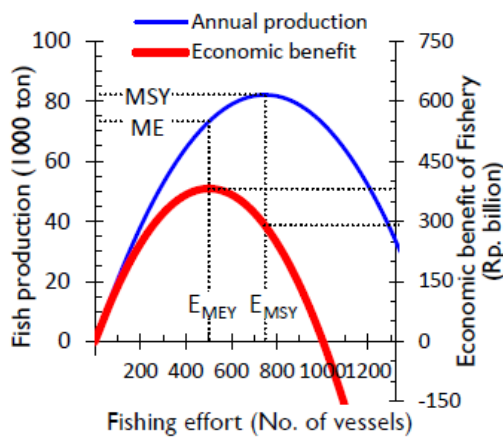 Annual production
Economic benefit
100
80
60
40
20
0
Fish production (1000 ton)
MSY
ME
E_MEY
E_MSY
200 400 600 800 1000 1200
Fishing effort (No. of vessels)
750
600
450
300
150
0
-150
Economic benefit of Fishery
(Rp. billion)